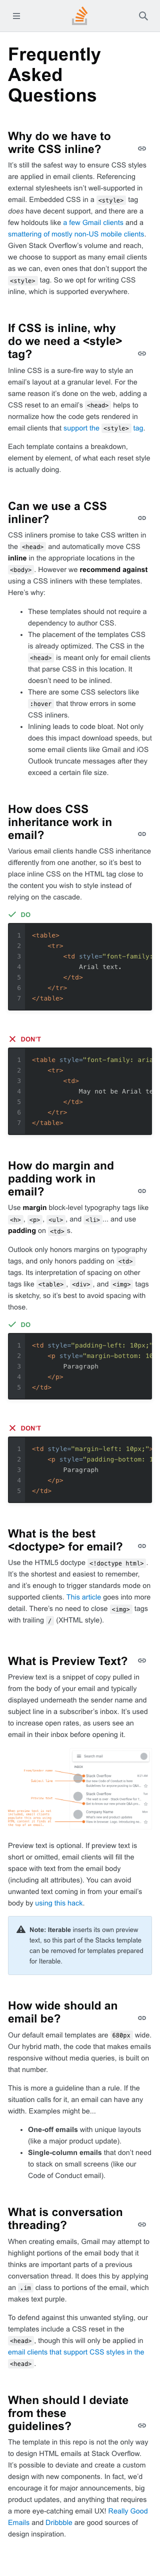 Frequently
Asked
Questions
Why do we have to
write CSS inline?
It's still the safest way to ensure CSS styles
are applied in email clients. Referencing
external stylesheets isn't well-supported in
email. Embedded CSS in a <style> tag
does have decent support, and there are a
few holdouts like a few Gmail clients and a
smattering of mostly non-US mobile clients.
Given Stack Overflow's worldwide reach,
we choose to support as many email clients
as we can, even ones that don't support the
<style> tag. So we opt for writing CSS
inline, which is supported everywhere.
If CSS is inline, why
do we need a <style>
tag?
Inline CSS is a sure-fire way to style an
email's layout at a granular level. For the
same reason it's done on the web, adding a
CSS reset to an email's <head> helps to
normalize how the code gets rendered in
email clients that support the <style> tag.
Each template contains a breakdown,
element by element, of what each reset style
is actually doing.
Can we use a CSS
inliner?
CSS inliners promise to take CSS written in
the <head> and automatically move CSS
inline in the appropriate locations in the
<body>. However we recommend against
using a CSS inliners with these templates.
Here's why:
These templates should not require a
dependency to author CSS.
The placement of the templates CSS
is already optimized. The CSS in the
<head> is meant only for email clients
that parse CSS in this location. It
doesn't need to be inlined.
There are some CSS selectors like
:hover that throw errors in some
CSS inliners.
Inlining leads to code bloat. Not only
does this impact download speeds, but
some email clients like Gmail and iOS
Outlook truncate messages after they
exceed a certain file size.
How does CSS
inheritance work in
email?
Various email clients handle CSS inheritance
differently from one another, so it's best to
place inline CSS on the HTML tag close to
the content you wish to style instead of
relying on the cascade.
DO
1 <table>
2 <tr>
3 <td style="font-family:
4 Arial text.
5 </td>
6 </tr>
7 </table>
DON'T
1 <table style="font-family: aria
2 <tr>
3 <td>
4 May not be Arial te
5 </td>
6 </tr>
7 </table>
How do margin and
padding work in
email?
Use margin block-level typography tags like
<h>, <p>, <ul>, and <li>... and use
padding on <td>s.
Outlook only honors margins on typography
tags, and only honors padding on <td>
tags. Its interpretation of spacing on other
tags like <table>, <div>, and <img> tags
is sketchy, so it's best to avoid spacing with
those.
DO
1 <td style="padding-left: 10px;"
2 <p style="margin-bottom: 10
3 Paragraph
4 </p>
5 </td>
DON'T
1 <td style="margin-left: 10px;">
2 <p style="padding-bottom: 1
3 Paragraph
4 </p>
5 </td>
What is the best
<doctype> for email?
Use the HTML5 doctype <!doctype html>.
It's the shortest and easiest to remember,
and it's enough to trigger standards mode on
supported clients. This article goes into more
detail. There's no need to close <img> tags
with trailing / (XHTML style).
What is Preview Text?
Preview text is a snippet of copy pulled in
from the body of your email and typically
displayed underneath the from name and
subject line in a subscriber's inbox. It's used
to increase open rates, as users see an
email in their inbox before opening it.
Search mail
Stack Overflow
Stack Overflow
Company Name
Preview text is optional. If preview text is
short or omitted, email clients will fill the
space with text from the email body
(including alt attributes). You can avoid
unwanted text coming in from your email's
body by using this hack.
Note: Iterable inserts its own preview
text, so this part of the Stacks template
can be removed for templates prepared
for Iterable.
How wide should an
email be?
Our default email templates are 680px wide.
Our hybrid math, the code that makes emails
responsive without media queries, is built on
that number.
This is more a guideline than a rule. If the
situation calls for it, an email can have any
width. Examples might be...
One-off emails with unique layouts
(like a major product update).
Single-column emails that don't need
to stack on small screens (like our
Code of Conduct email).
What is conversation
threading?
When creating emails, Gmail may attempt to
highlight portions of the email body that it
thinks are important parts of a previous
conversation thread. It does this by applying
an .im class to portions of the email, which
makes text purple.
To defend against this unwanted styling, our
templates include a CSS reset in the
<head>, though this will only be applied in
email clients that support CSS styles in the
<head>.
When should I deviate
from these
guidelines?
The template in this repo is not the only way
to design HTML emails at Stack Overflow.
It's possible to deviate and create a custom
design with new components. In fact, we'd
encourage it for major announcements, big
product updates, and anything that requires
a more eye-catching email UX! Really Good
Emails and Dribbble are good sources of
design inspiration.